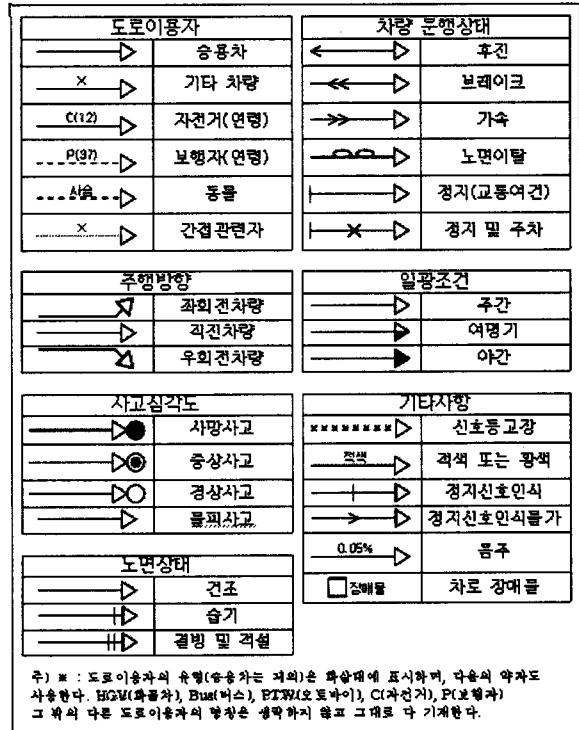 도로이용자
승용차
× 기타 차량
C(12) 자전거(연령)
P(37) 보행자(연령)
사슴 동물
× 간접관련자
차량 운행상태
후진
브레이크
가속
노면이탈
정지(교통여건)
정지 및 주차
주행방향
좌회전차량
직진차량
우회전차량
일광조건
주간
여명기
야간
사고심각도
사망사고
중상사고
경상사고
물피사고
기타사항
신호등고장
적색 적색 또는 황색
정지신호인식
정지신호인식불가
0.05% 음주
장애물 차로 장애물
노면상태
건조
습기
결빙 및 적설
주) ※ : 도로이용자의 유형(승용차는 제외)은 화살대에 표시하며, 다음의 약자도
사용한다. HGV(화물차), Bus(버스), PTW(오토바이), C(자전거), P(보행자)
그 밖의 다른 도로이용자의 명칭은 생략하지 않고 그대로 다 기재한다.